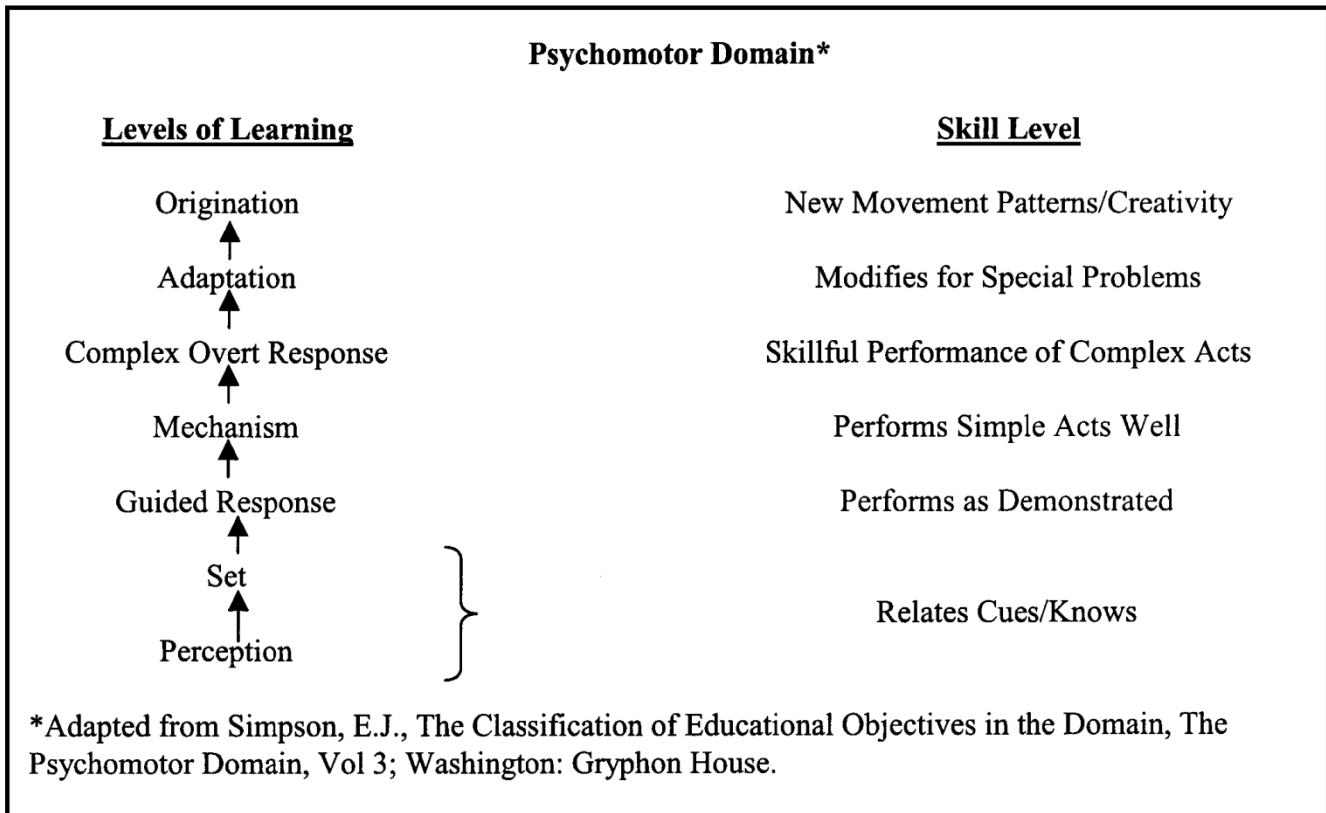 Psychomotor Domain*
Levels of Learning Skill Level
Origination New Movement Patterns/Creativity
Adaptation Modifies for Special Problems
Complex Overt Response Skillful Performance of Complex Acts
Mechanism Performs Simple Acts Well
Guided Response Performs as Demonstrated
Set
Relates Cues/Knows
Perception
*Adapted from Simpson, E.J., The Classification of Educational Objectives in the Domain, The
Psychomotor Domain, Vol 3; Washington: Gryphon House.